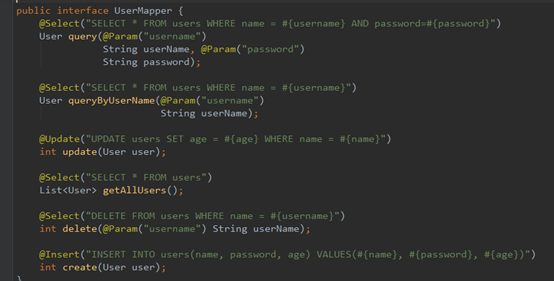 public interface UserMapper {
@Select("SELECT * FROM users WHERE name = #{username} AND password=#{password}")
User query(@Param("username")
String userName, @Param("password")
String password);
@Select("SELECT * FROM users WHERE name = #{username}")
User queryByUserName(@Param("username")
String userName);
@Update("UPDATE users SET age = #{age} WHERE name = #{name}")
int update(User user);
@Select("SELECT * FROM users")
List<User> getAllUsers();
@Select("DELETE FROM users WHERE name = #{username}")
int delete(@Param("username") String userName);
@Insert("INSERT INTO users(name, password, age) VALUES(#{name}, #{password}, #{age})")
int create(User user);
}